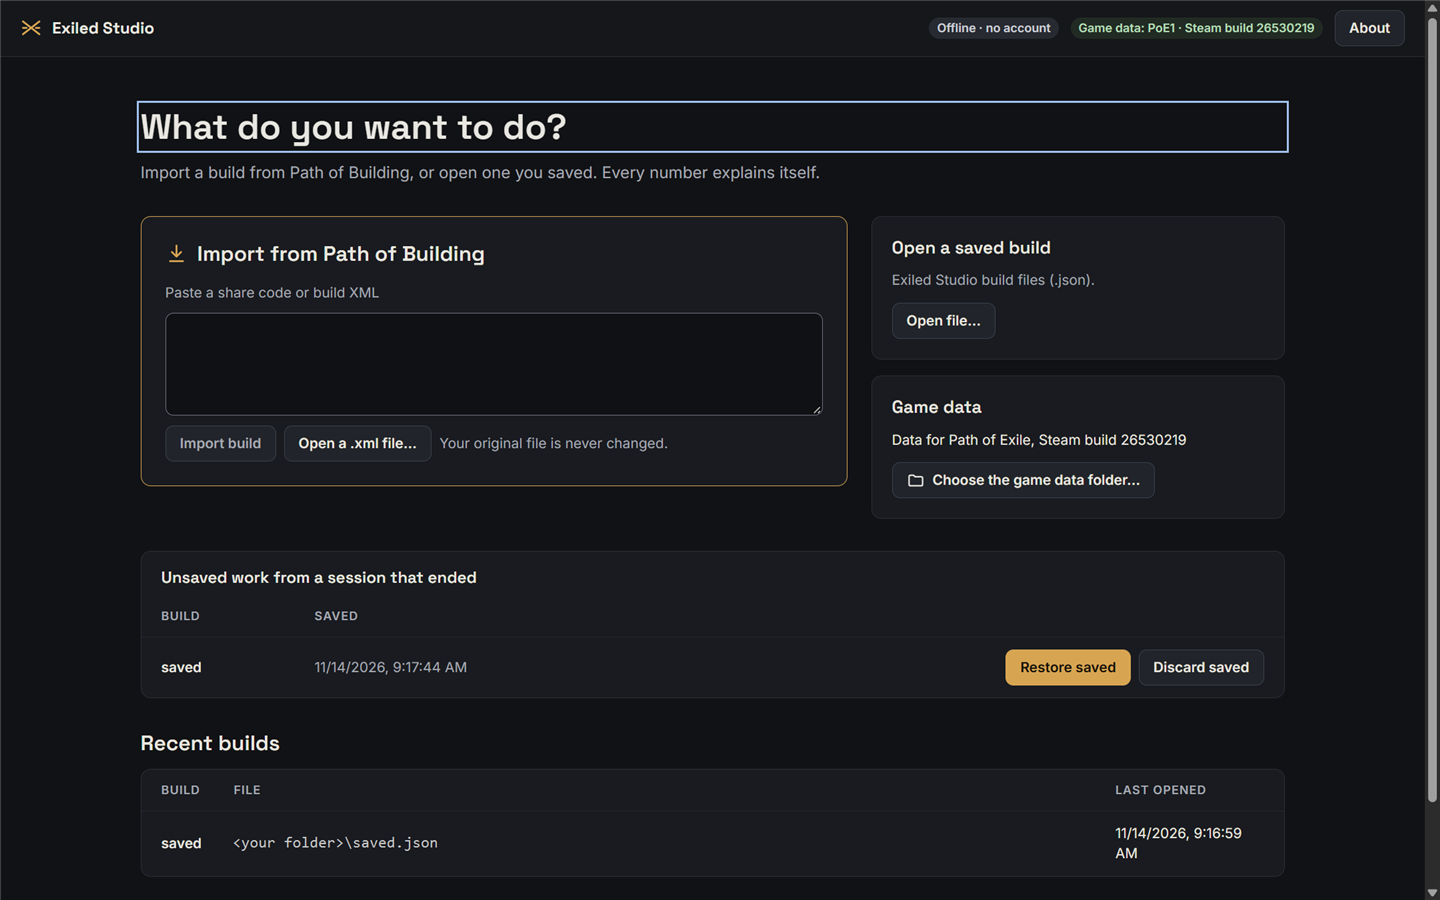 Exiled Studio
Offline · no account
Game data: PoE1 · Steam build 26530219
About
What do you want to do?
Import a build from Path of Building, or open one you saved. Every number explains itself.
Import from Path of Building
Paste a share code or build XML
Import build
Open a .xml file...
Your original file is never changed.
Open a saved build
Exiled Studio build files (.json).
Open file...
Game data
Data for Path of Exile, Steam build 26530219
Choose the game data folder...
Unsaved work from a session that ended
BUILD SAVED
saved 11/14/2026, 9:17:44 AM Restore saved Discard saved
Recent builds
BUILD FILE LAST OPENED
saved <your folder>\saved.json 11/14/2026, 9:16:59
AM